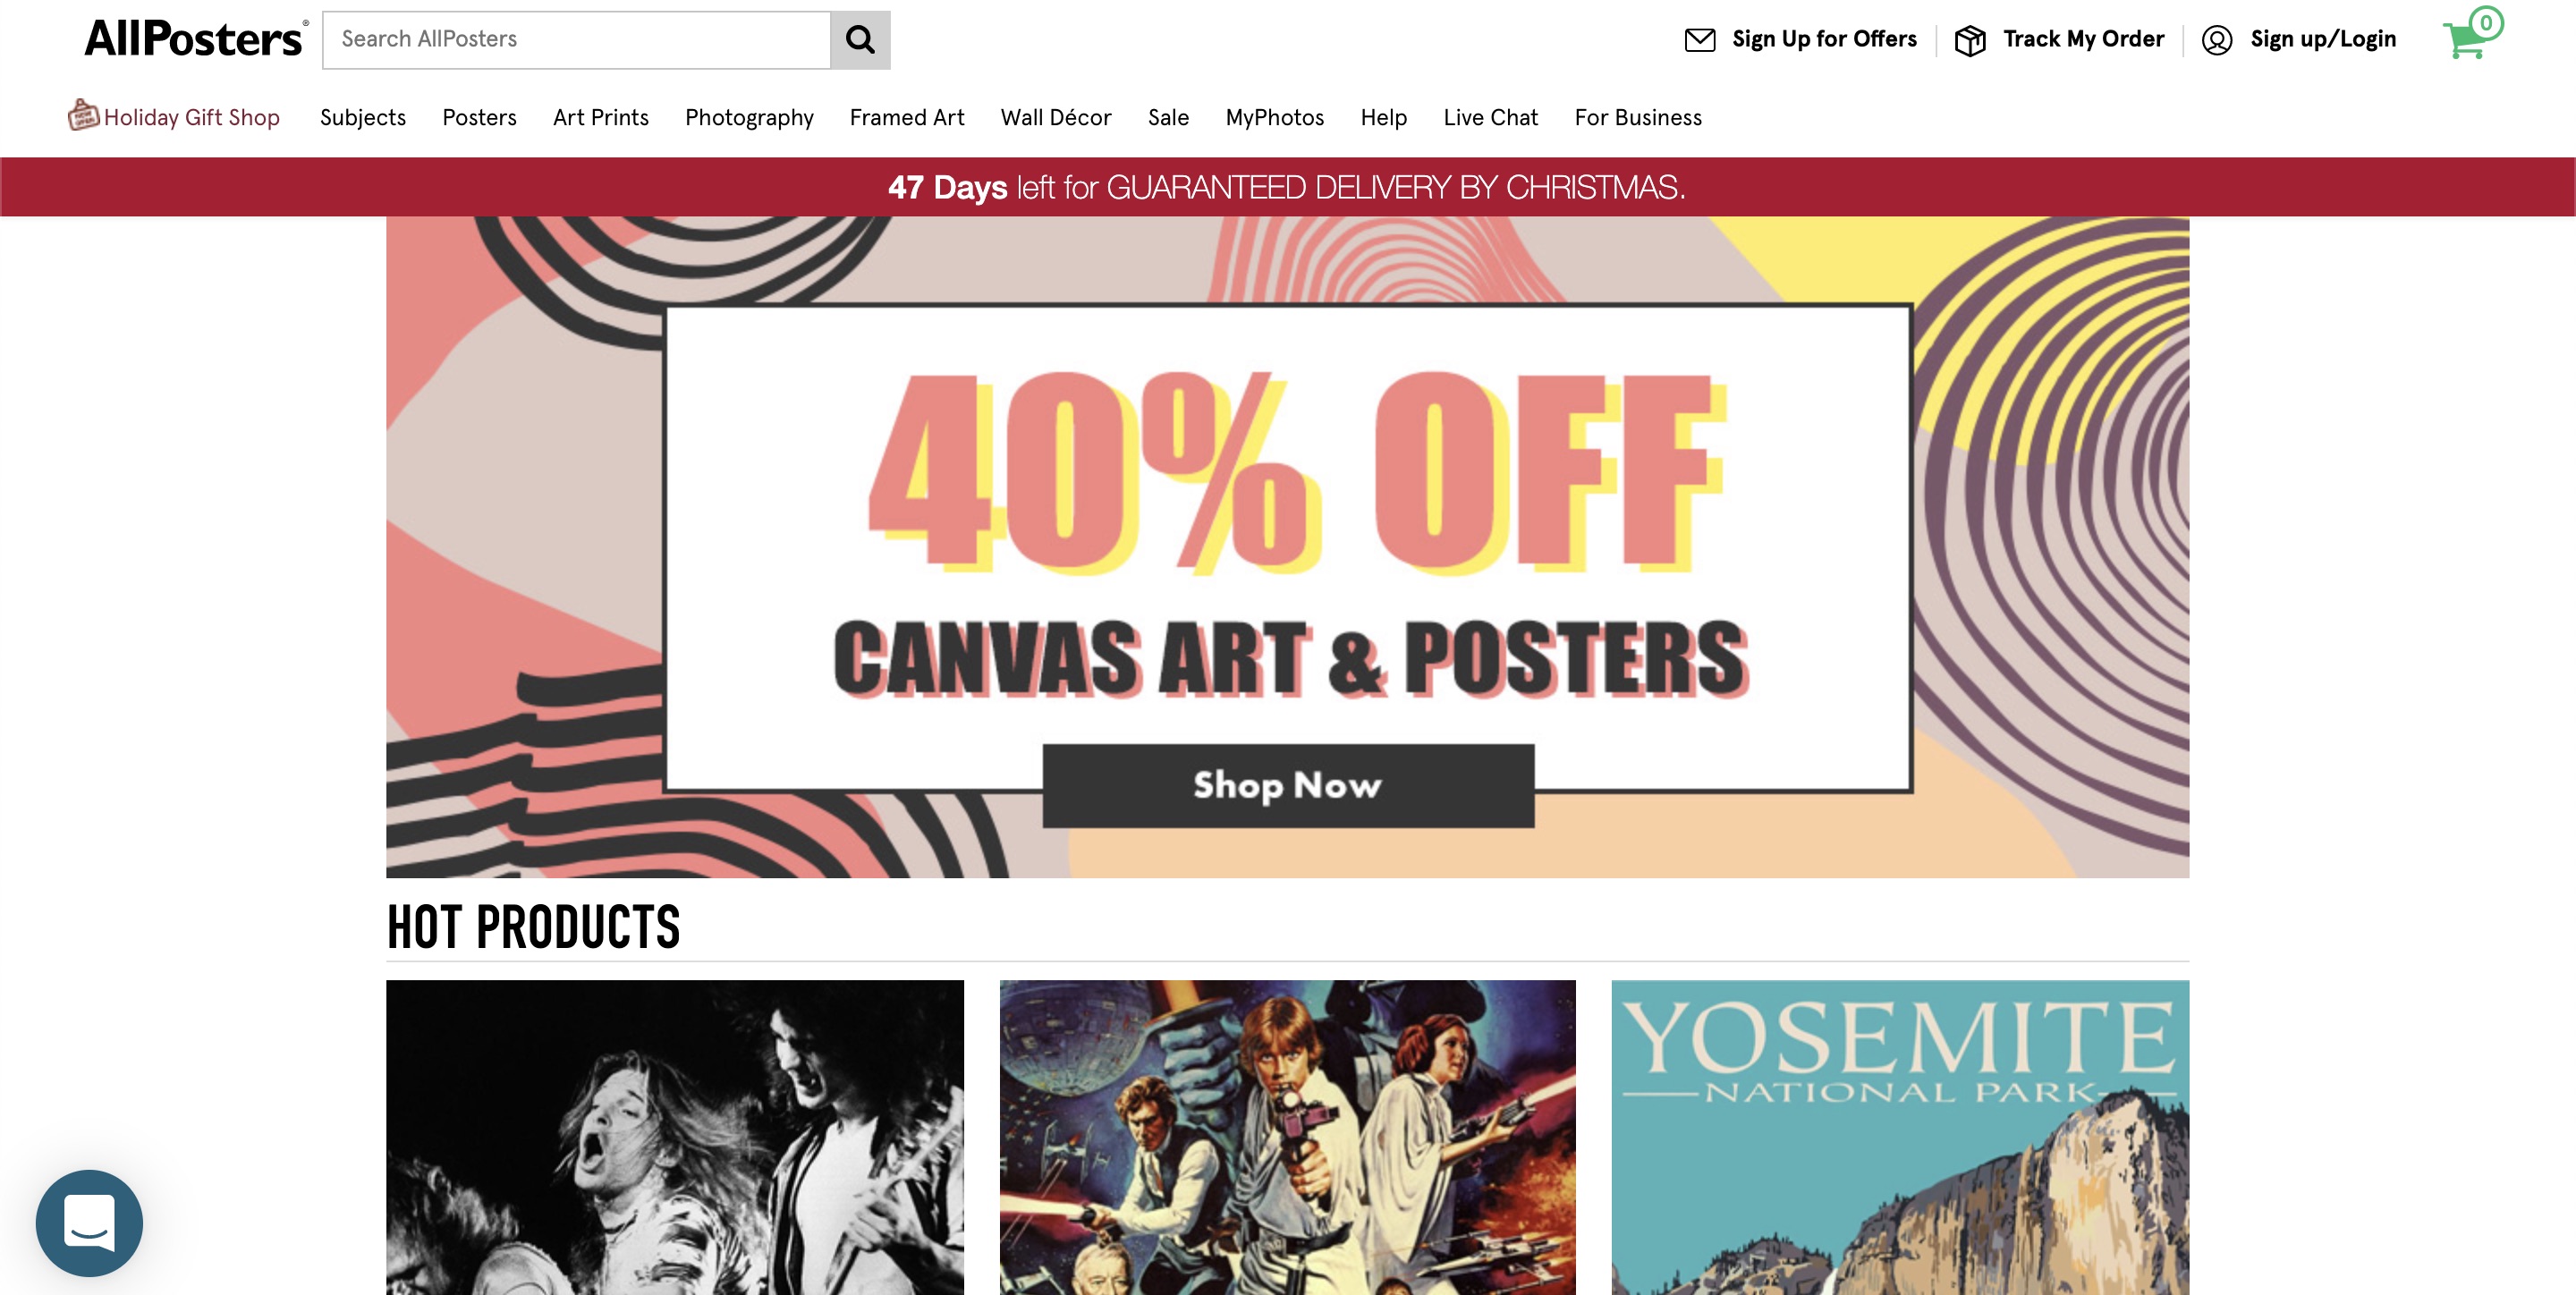 AllPosters®
Search AllPosters
Sign Up for Offers
Track My Order
Sign up/Login
0
Holiday Gift Shop
Subjects
Posters
Art Prints
Photography
Framed Art
Wall Décor
Sale
MyPhotos
Help
Live Chat
For Business
47 Days left for GUARANTEED DELIVERY BY CHRISTMAS.
40% OFF
CANVAS ART & POSTERS
Shop Now
HOT PRODUCTS
YOSEMITE
NATIONAL PARK